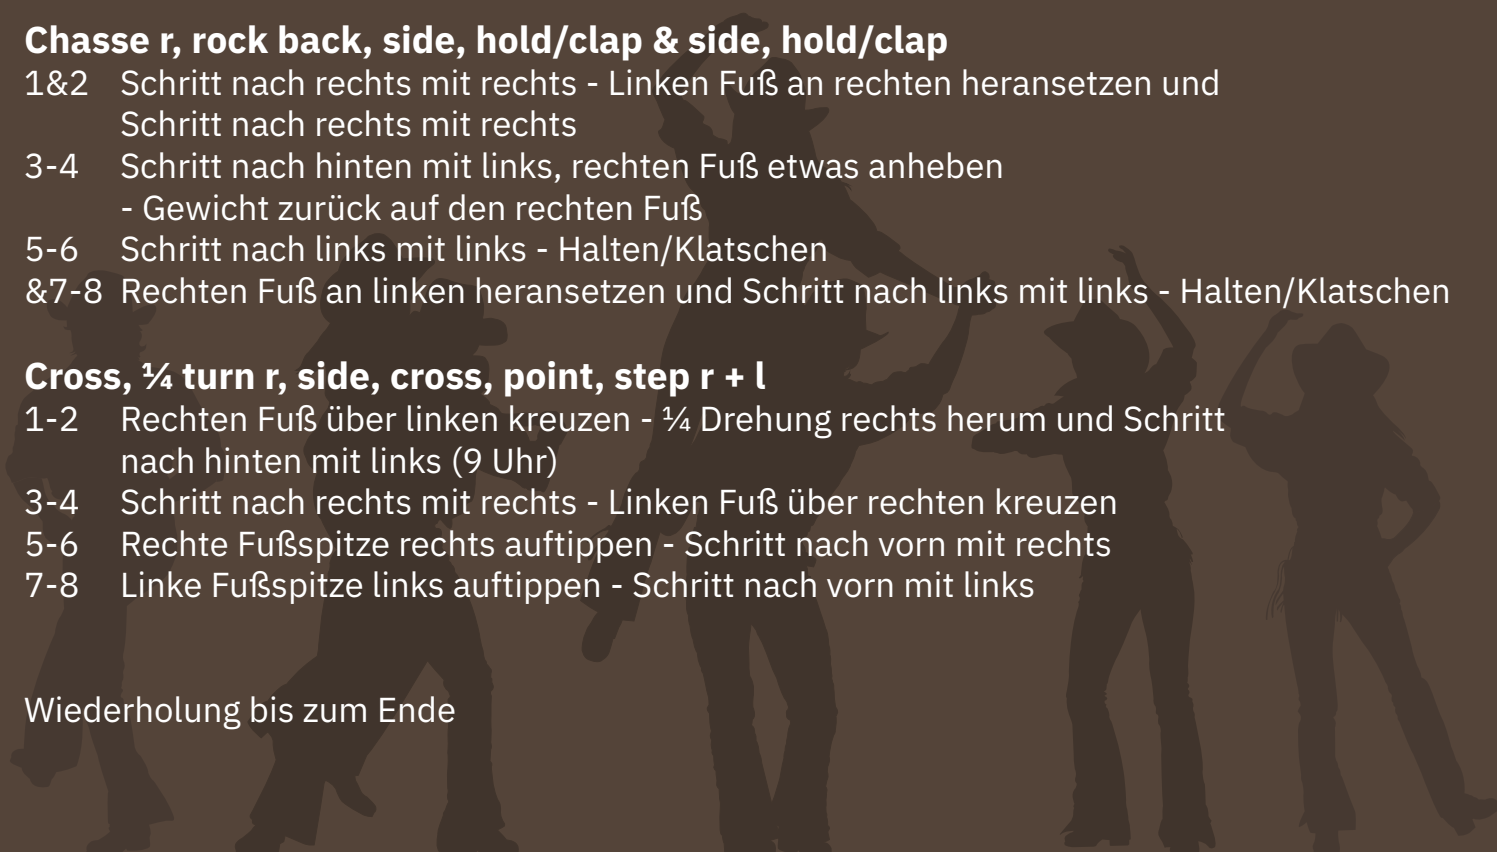 Chasse r, rock back, side, hold/clap & side, hold/clap
1&2 Schritt nach rechts mit rechts - Linken Fuß an rechten heransetzen und
Schritt nach rechts mit rechts
3-4 Schritt nach hinten mit links, rechten Fuß etwas anheben
- Gewicht zurück auf den rechten Fuß
5-6 Schritt nach links mit links - Halten/Klatschen
&7-8 Rechten Fuß an linken heransetzen und Schritt nach links mit links - Halten/Klatschen
Cross, ¼ turn r, side, cross, point, step r + l
1-2 Rechten Fuß über linken kreuzen - ¼ Drehung rechts herum und Schritt
nach hinten mit links (9 Uhr)
3-4 Schritt nach rechts mit rechts - Linken Fuß über rechten kreuzen
5-6 Rechte Fußspitze rechts auftippen - Schritt nach vorn mit rechts
7-8 Linke Fußspitze links auftippen - Schritt nach vorn mit links
Wiederholung bis zum Ende